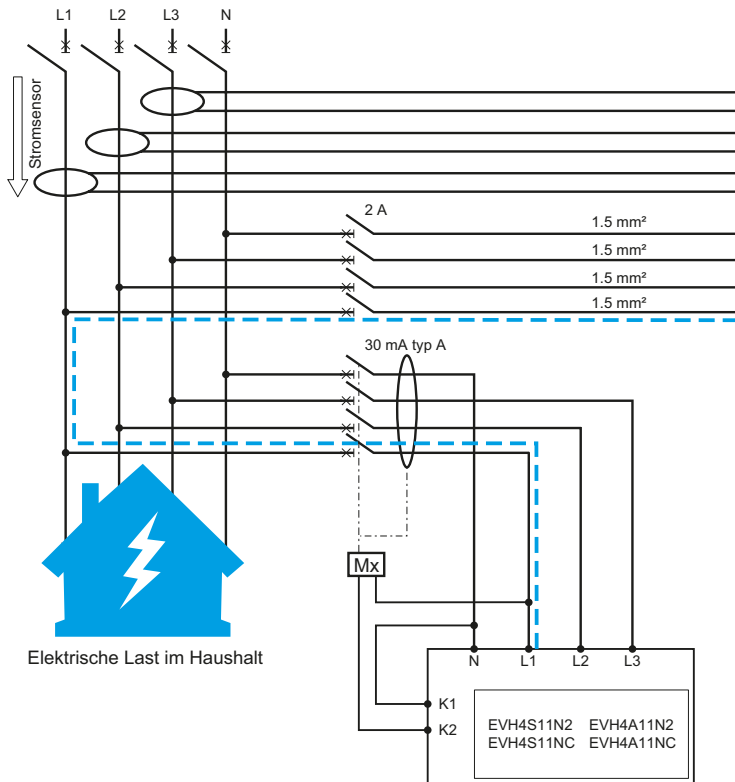 L1 L2 L3 N
Stromsensor
2 A
1.5 mm²
1.5 mm²
1.5 mm²
1.5 mm²
30 mA typ A
Mx
Elektrische Last im Haushalt
N L1 L2 L3
K1
K2
EVH4S11N2 EVH4A11N2
EVH4S11NC EVH4A11NC